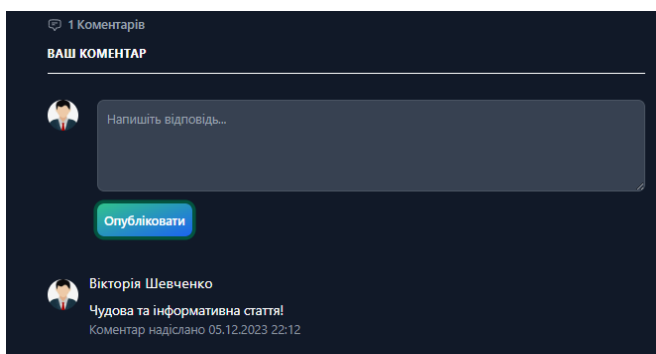 1 Коментарів
ВАШ КОМЕНТАР
Напишіть відповідь...
Опублікувати
Вікторія Шевченко
Чудова та інформативна стаття!
Коментар надіслано 05.12.2023 22:12